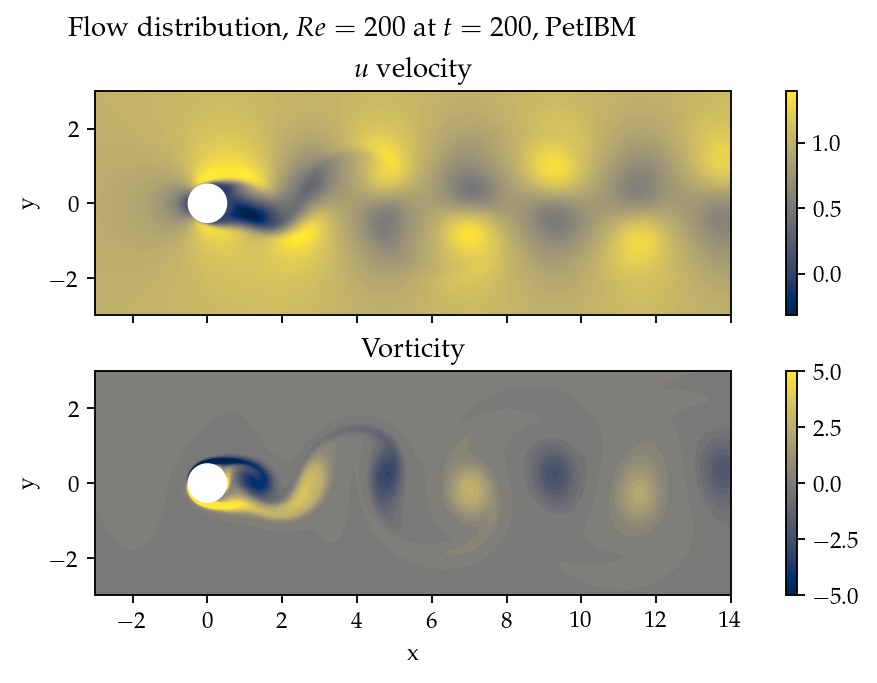 Flow distribution, Re = 200 at t = 200, PetIBM
u velocity
y
2
0
−2
1.0
0.5
0.0
Vorticity
y
2
0
−2
−2 0 2 4 6 8 10 12 14
x
5.0
2.5
0.0
−2.5
−5.0